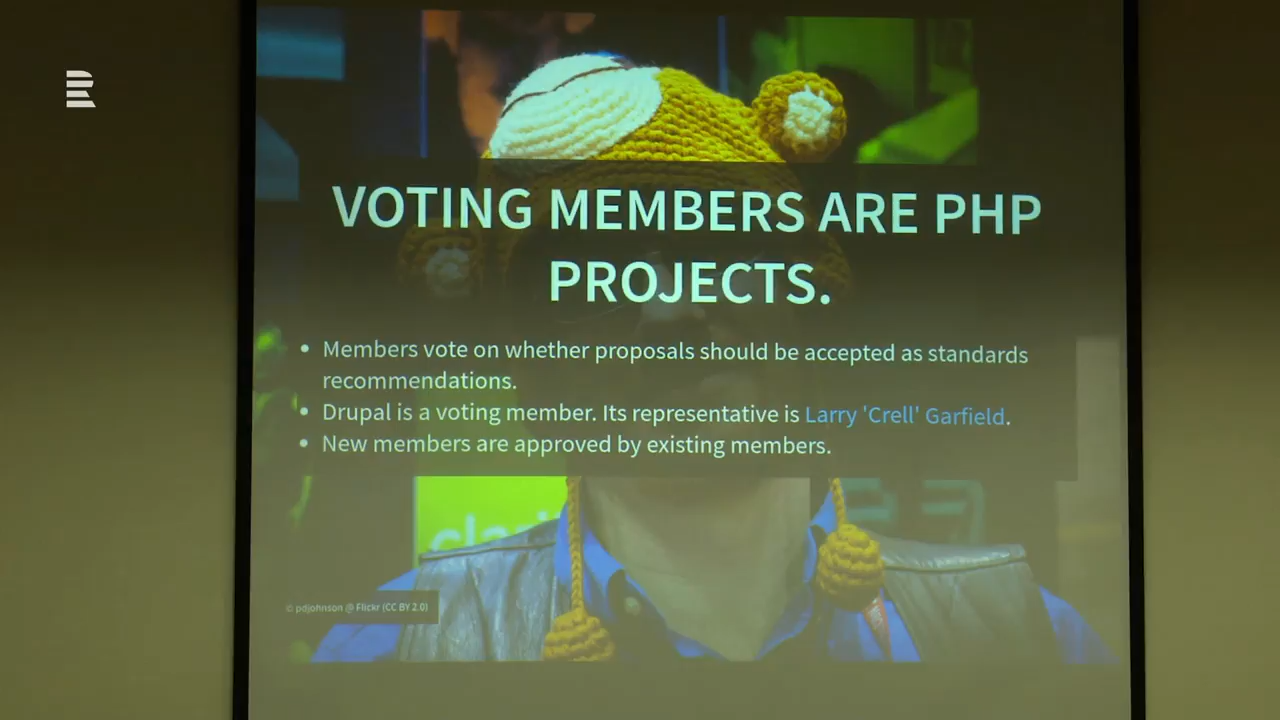 VOTING MEMBERS ARE PHP
PROJECTS.
• Members vote on whether proposals should be accepted as standards
recommendations.
• Drupal is a voting member. Its representative is Larry 'Crell' Garfield.
• New members are approved by existing members.
© pdjohnson @ Flickr (CC BY 2.0)